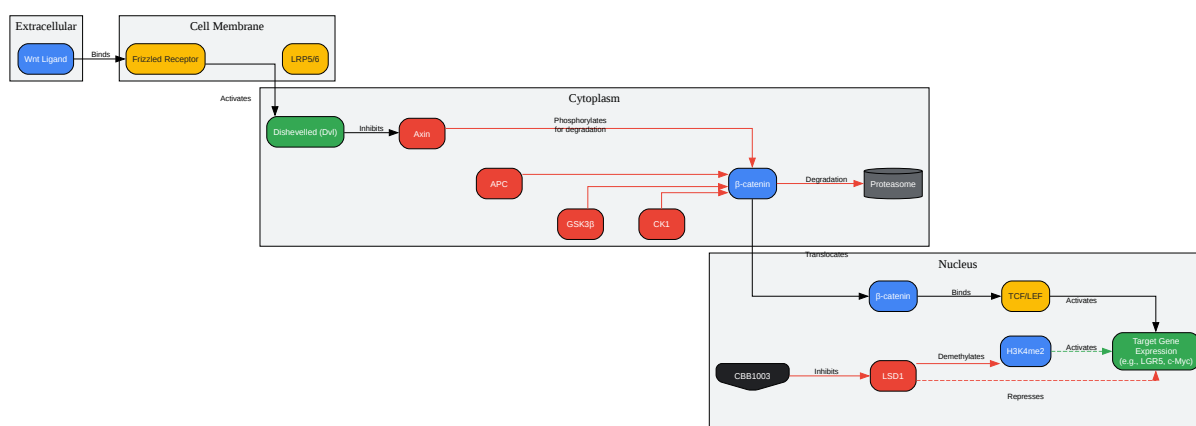 Extracellular
Cell Membrane
Wnt Ligand
Binds
Frizzled Receptor
LRP5/6
Activates
Cytoplasm
Dishevelled (Dvl)
Inhibits
Axin
Phosphorylates
for degradation
APC
β-catenin
Degradation
Proteasome
GSK3β
CK1
Translocates
Nucleus
β-catenin
Binds
TCF/LEF
Activates
CBB1003
Inhibits
LSD1
Demethylates
H3K4me2
Activates
Target Gene
Expression
(e.g., LGR5, c-Myc)
Represses